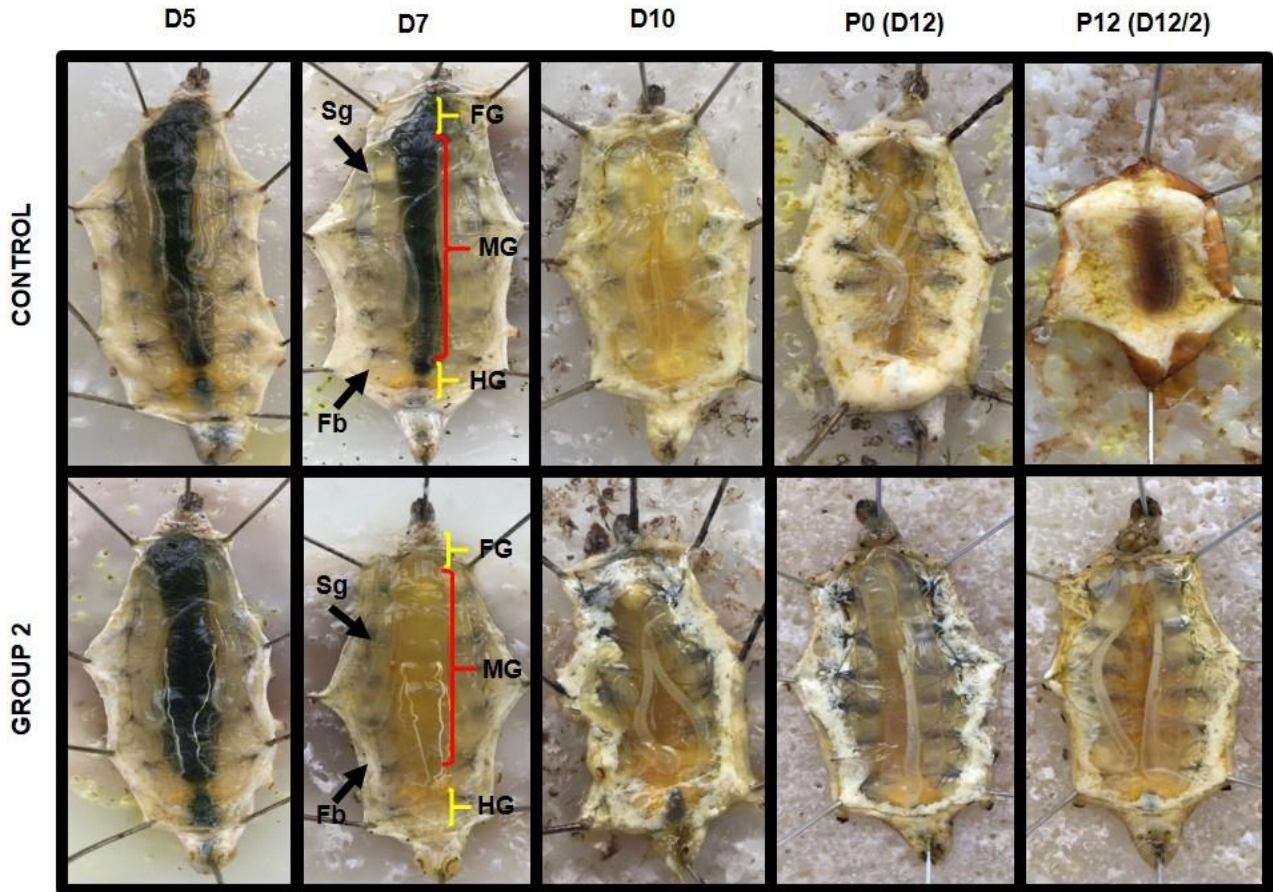 D5 D7 D10 P0 (D12) P12 (D12/2)
CONTROL
Sg
FG
MG
HG
Fb
GROUP 2
Sg
FG
MG
HG
Fb